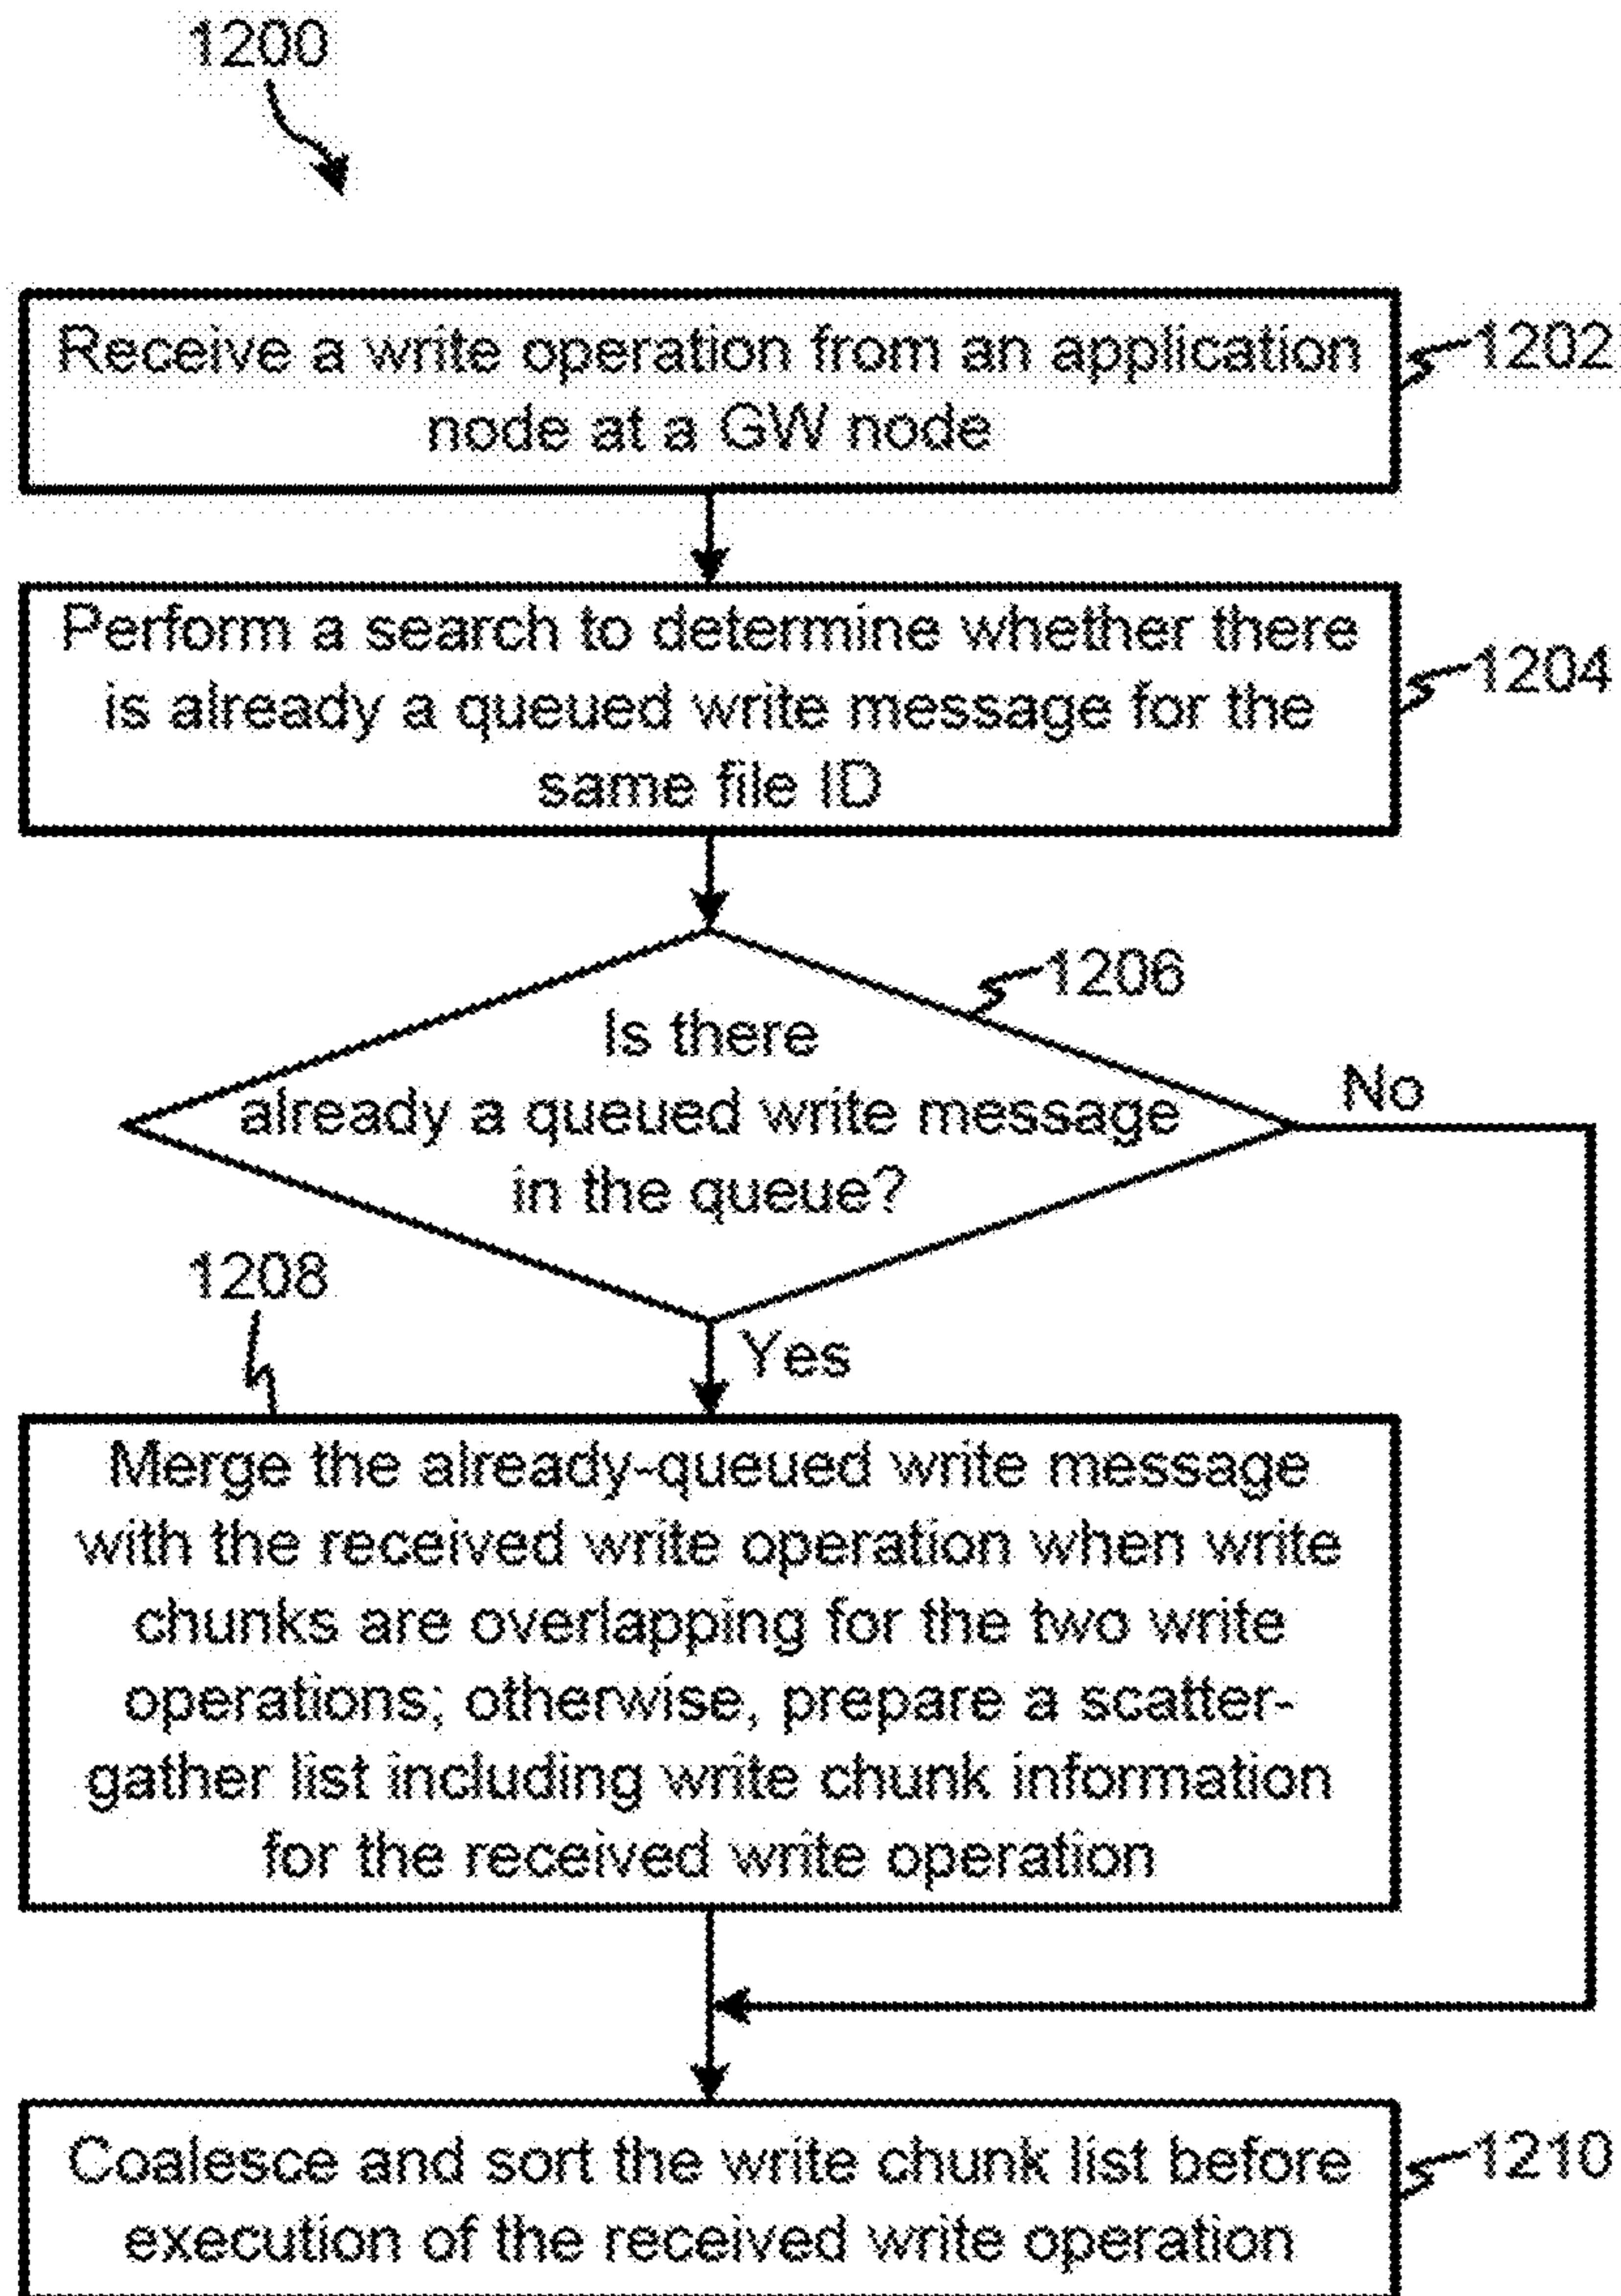 1200
Receive a write operation from an application
node at a GW node
1202
Perform a search to determine whether there
is already a queued write message for the
same file ID
1204
Is there
already a queued write message
in the queue?
1206
No
Yes
1208
Merge the already-queued write message
with the received write operation when write
chunks are overlapping for the two write
operations; otherwise, prepare a scatter-
gather list including write chunk information
for the received write operation
Coalesce and sort the write chunk list before
execution of the received write operation
1210